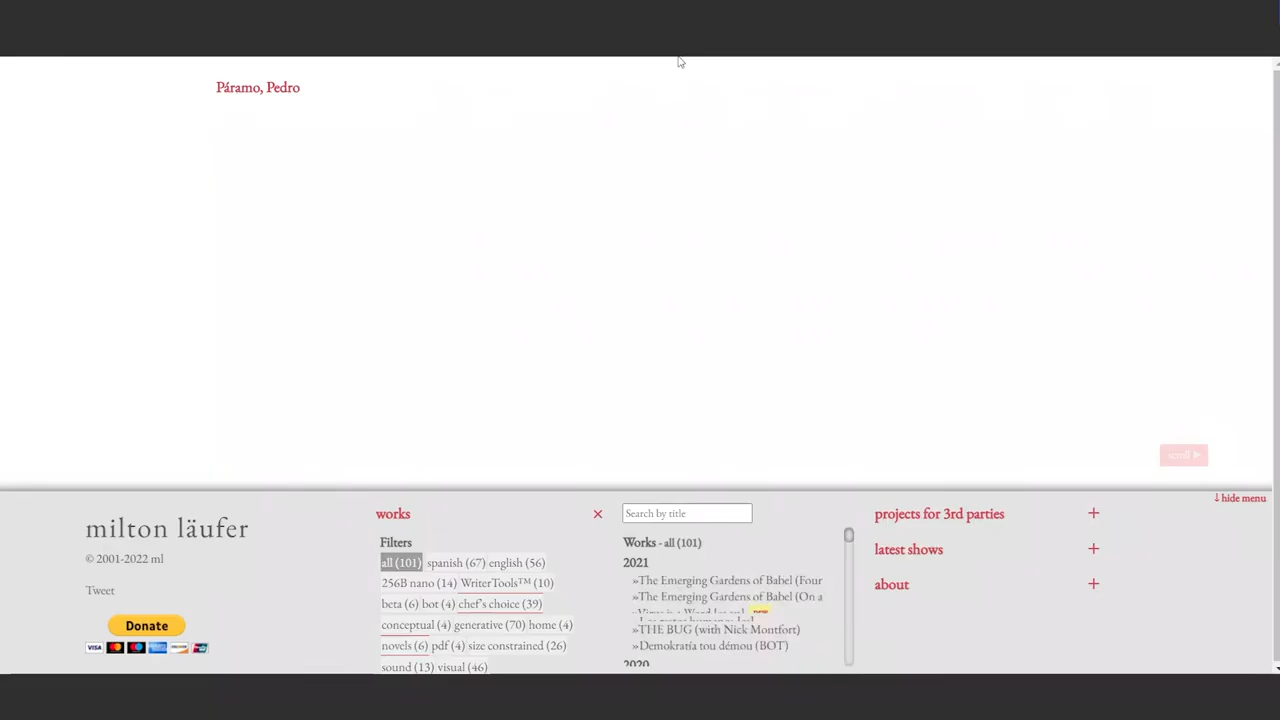 Páramo, Pedro
scroll ▶
↓ hide menu
milton läufer
© 2001-2022 ml
Tweet
Donate
VISA
works
×
Filters
all (101) spanish (67) english (56)
256B nano (14) WriterTools™ (10)
beta (6) bot (4) chef's choice (39)
conceptual (4) generative (70) home (4)
novels (6) pdf (4) size constrained (26)
sound (13) visual (46)
Search by title
Works - all (101)
2021
»The Emerging Gardens of Babel (Four
»The Emerging Gardens of Babel (On a
»THE BUG (with Nick Montfort)
»Demokratía tou démou (BOT)
2020
projects for 3rd parties +
latest shows +
about +